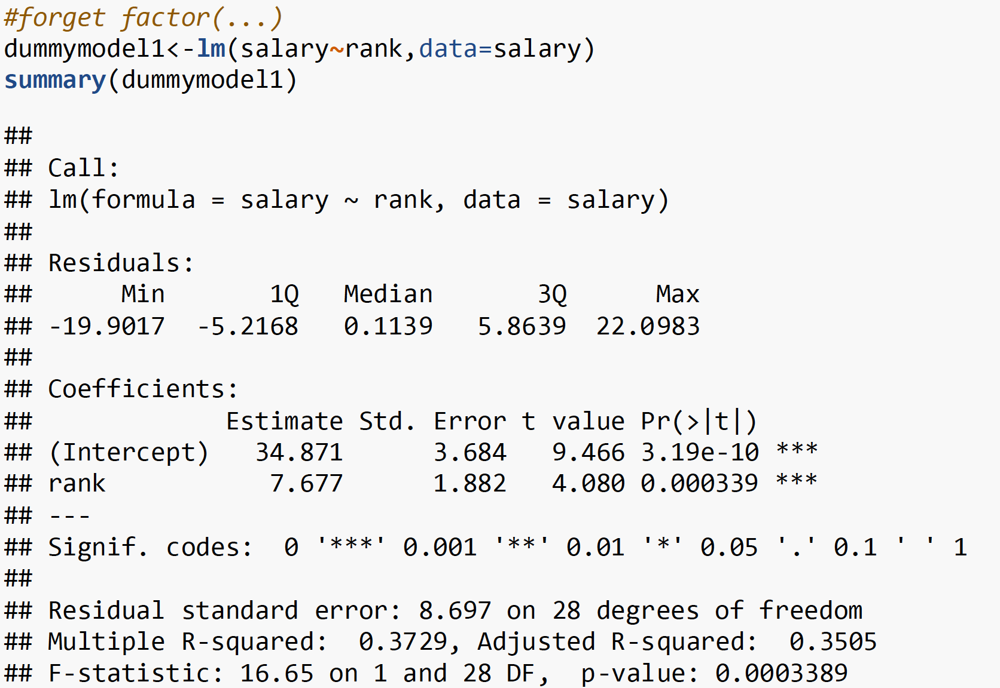 #forget factor(...)
dummymodel1<-lm(salary~rank,data=salary)
summary(dummymodel1)
##
## Call:
## lm(formula = salary ~ rank, data = salary)
##
## Residuals:
##      Min       1Q   Median       3Q      Max
## -19.9017  -5.2168   0.1139   5.8639  22.0983
##
## Coefficients:
##             Estimate Std. Error t value Pr(>|t|)
## (Intercept)   34.871      3.684   9.466 3.19e-10 ***
## rank           7.677      1.882   4.080 0.000339 ***
## ---
## Signif. codes:  0 '***' 0.001 '**' 0.01 '*' 0.05 '.' 0.1 ' ' 1
##
## Residual standard error: 8.697 on 28 degrees of freedom
## Multiple R-squared:  0.3729, Adjusted R-squared:  0.3505
## F-statistic: 16.65 on 1 and 28 DF,  p-value: 0.0003389